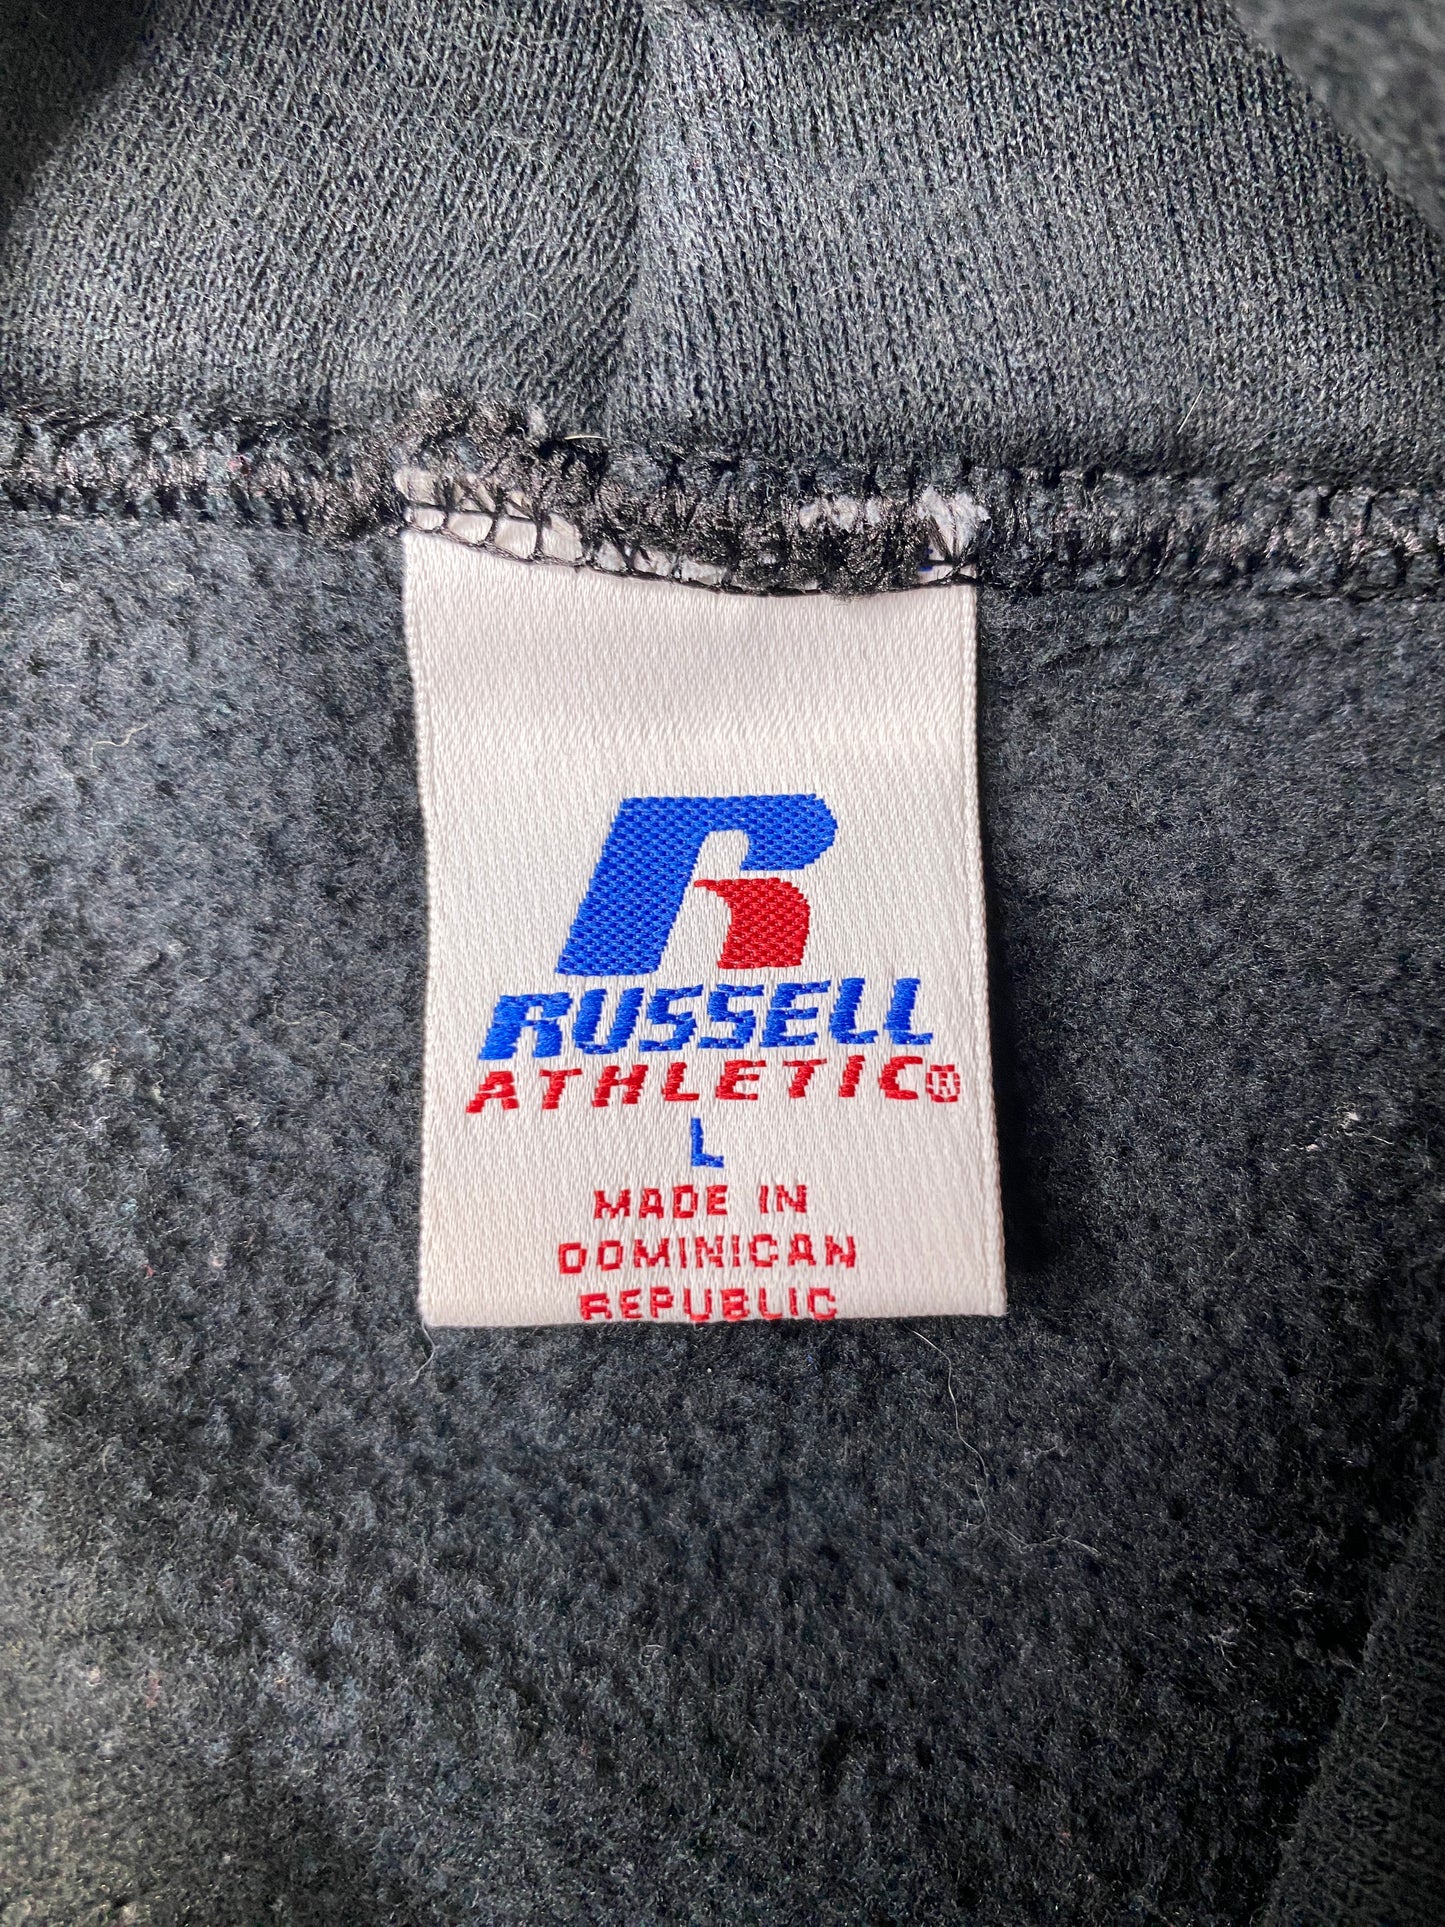 R
RUSSELL
ATHLETIC®
L
MADE IN
DOMINICAN
REPUBLIC